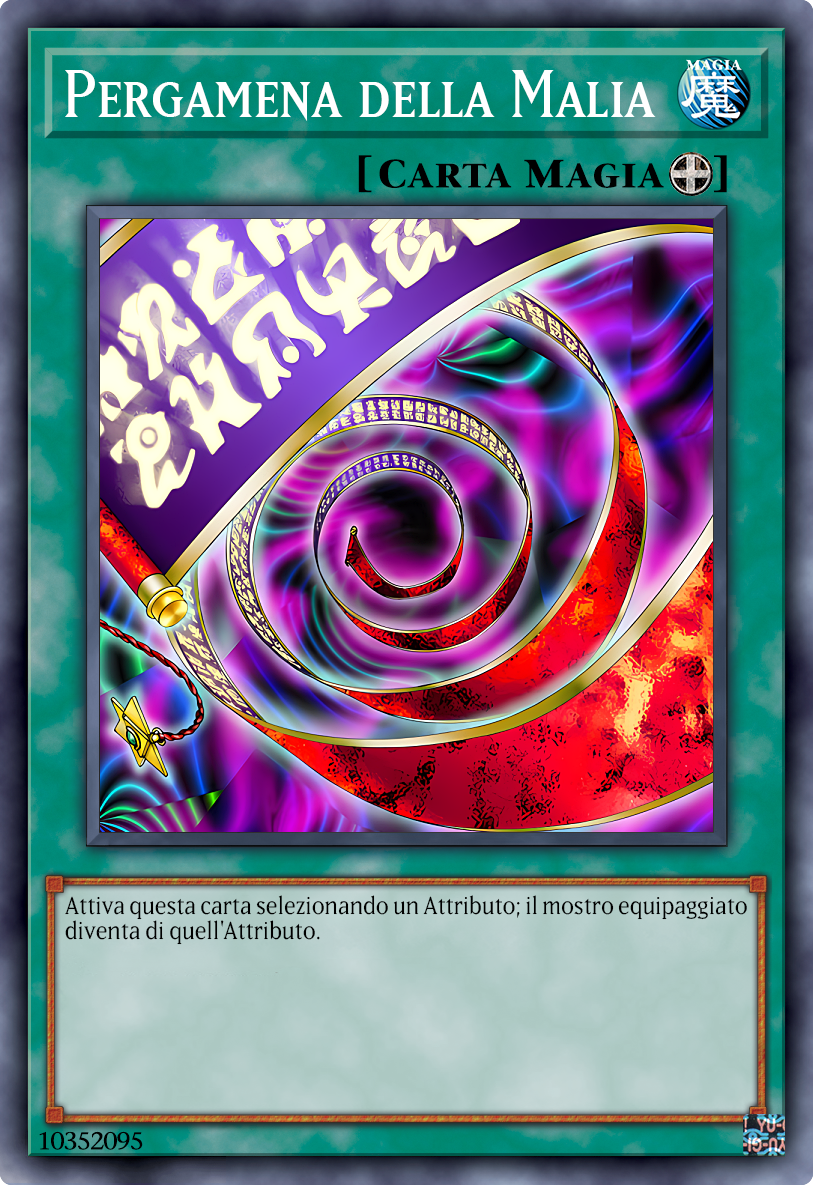 Pergamena della Malia
MAGIA
魔
[Carta Magia]
Attiva questa carta selezionando un Attributo; il mostro equipaggiato
diventa di quell'Attributo.
10352095